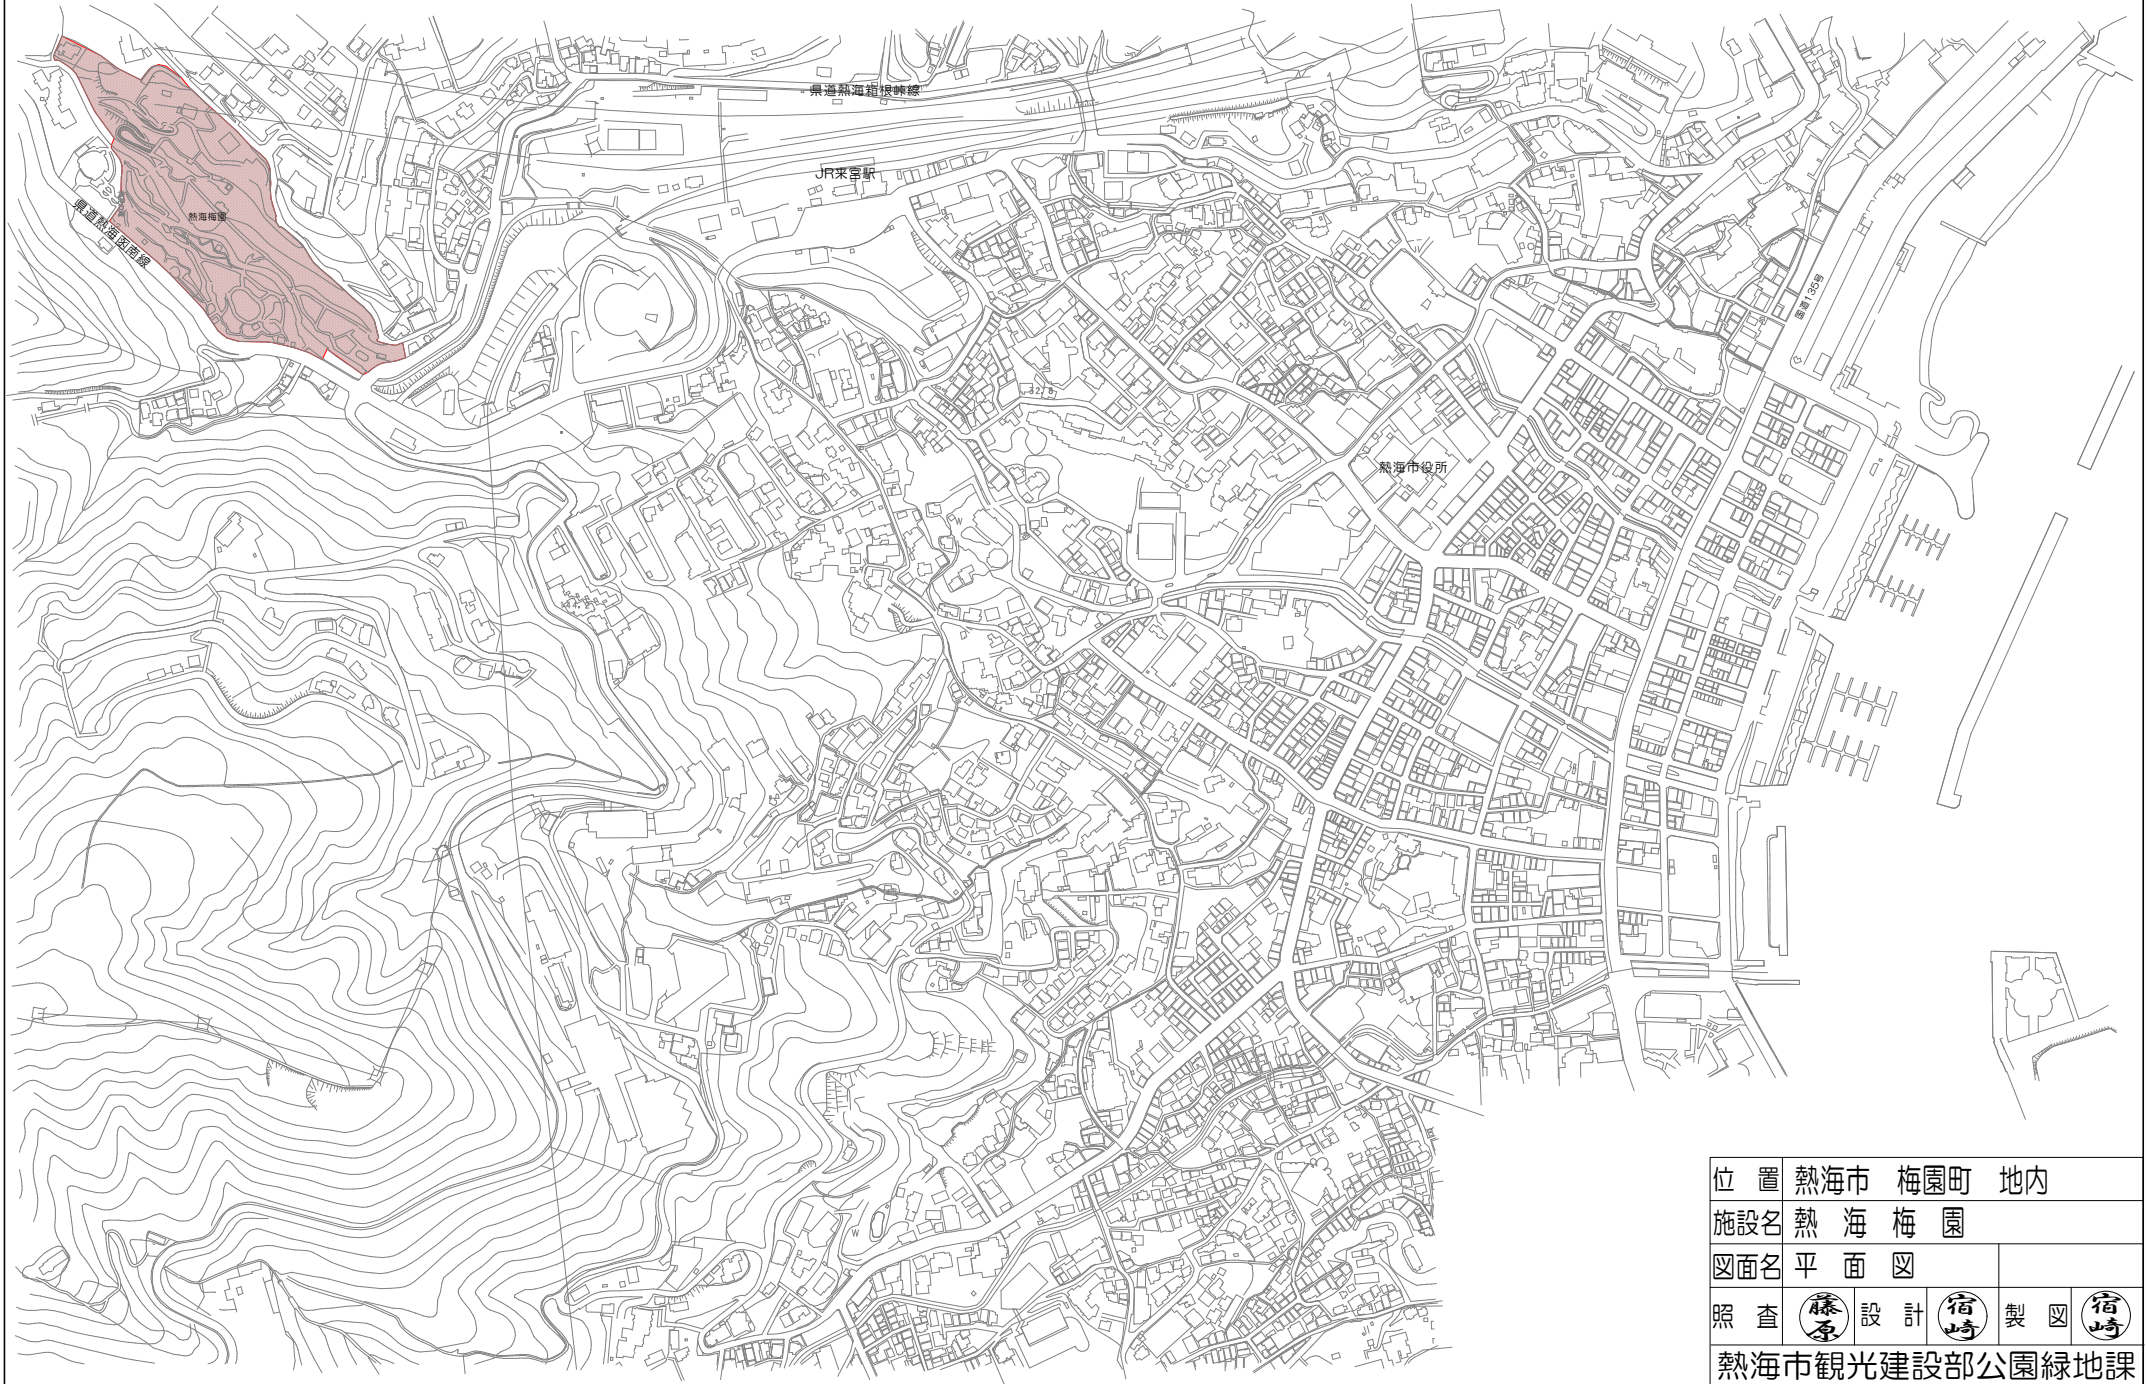 県道熱海箱根峠線
JR来宮駅
熱海梅園
県道熱海函南線
国道135号
熱海市役所
W
W
位 置 熱海市 梅園町 地内
施設名 熱 海 梅 園
図面名 平 面 図
照 査 藤原 設 計 宿崎 製 図 宿崎
熱海市観光建設部公園緑地課